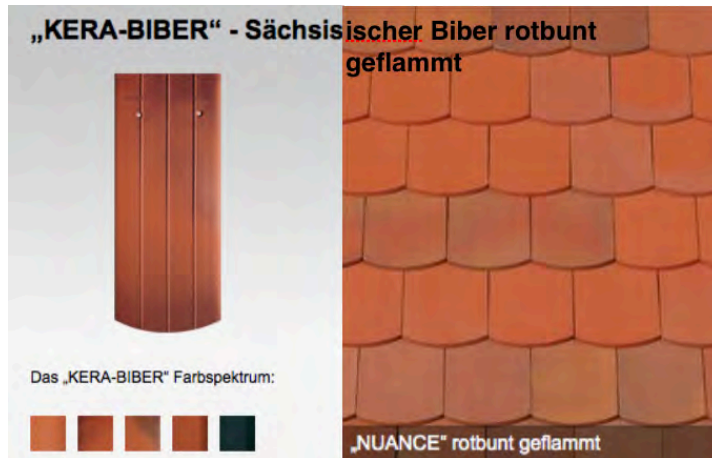 „KERA-BIBER“ - Sächsisischer Biber rotbunt
geflammt
Das „KERA-BIBER“ Farbspektrum:
„NUANCE” rotbunt geflammt